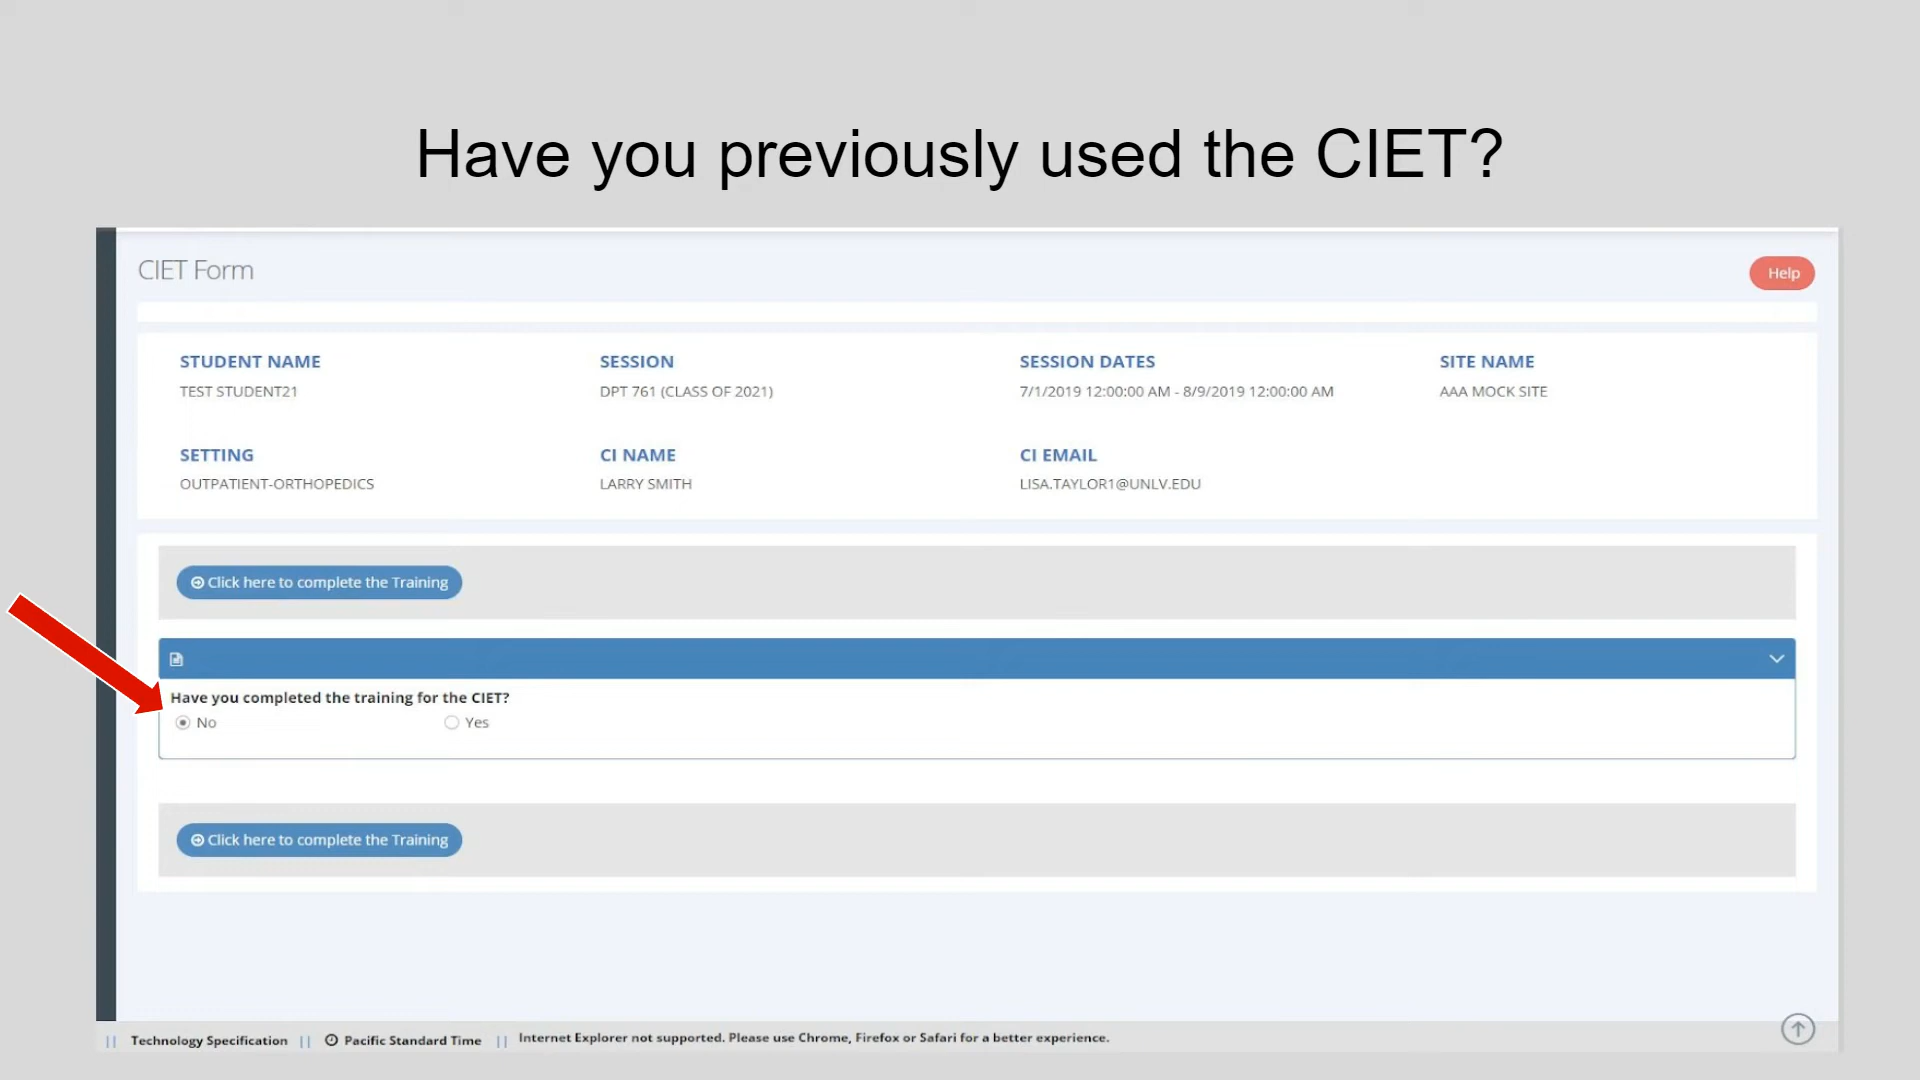 Have you previously used the CIET?
CIET Form
Help
STUDENT NAME SESSION SESSION DATES SITE NAME
TEST STUDENT21 DPT 761 (CLASS OF 2021) 7/1/2019 12:00:00 AM - 8/9/2019 12:00:00 AM AAA MOCK SITE
SETTING CI NAME CI EMAIL
OUTPATIENT-ORTHOPEDICS LARRY SMITH LISA.TAYLOR1@UNLV.EDU
Click here to complete the Training
Have you completed the training for the CIET?
No Yes
Click here to complete the Training
|| Technology Specification || Pacific Standard Time || Internet Explorer not supported. Please use Chrome, Firefox or Safari for a better experience.